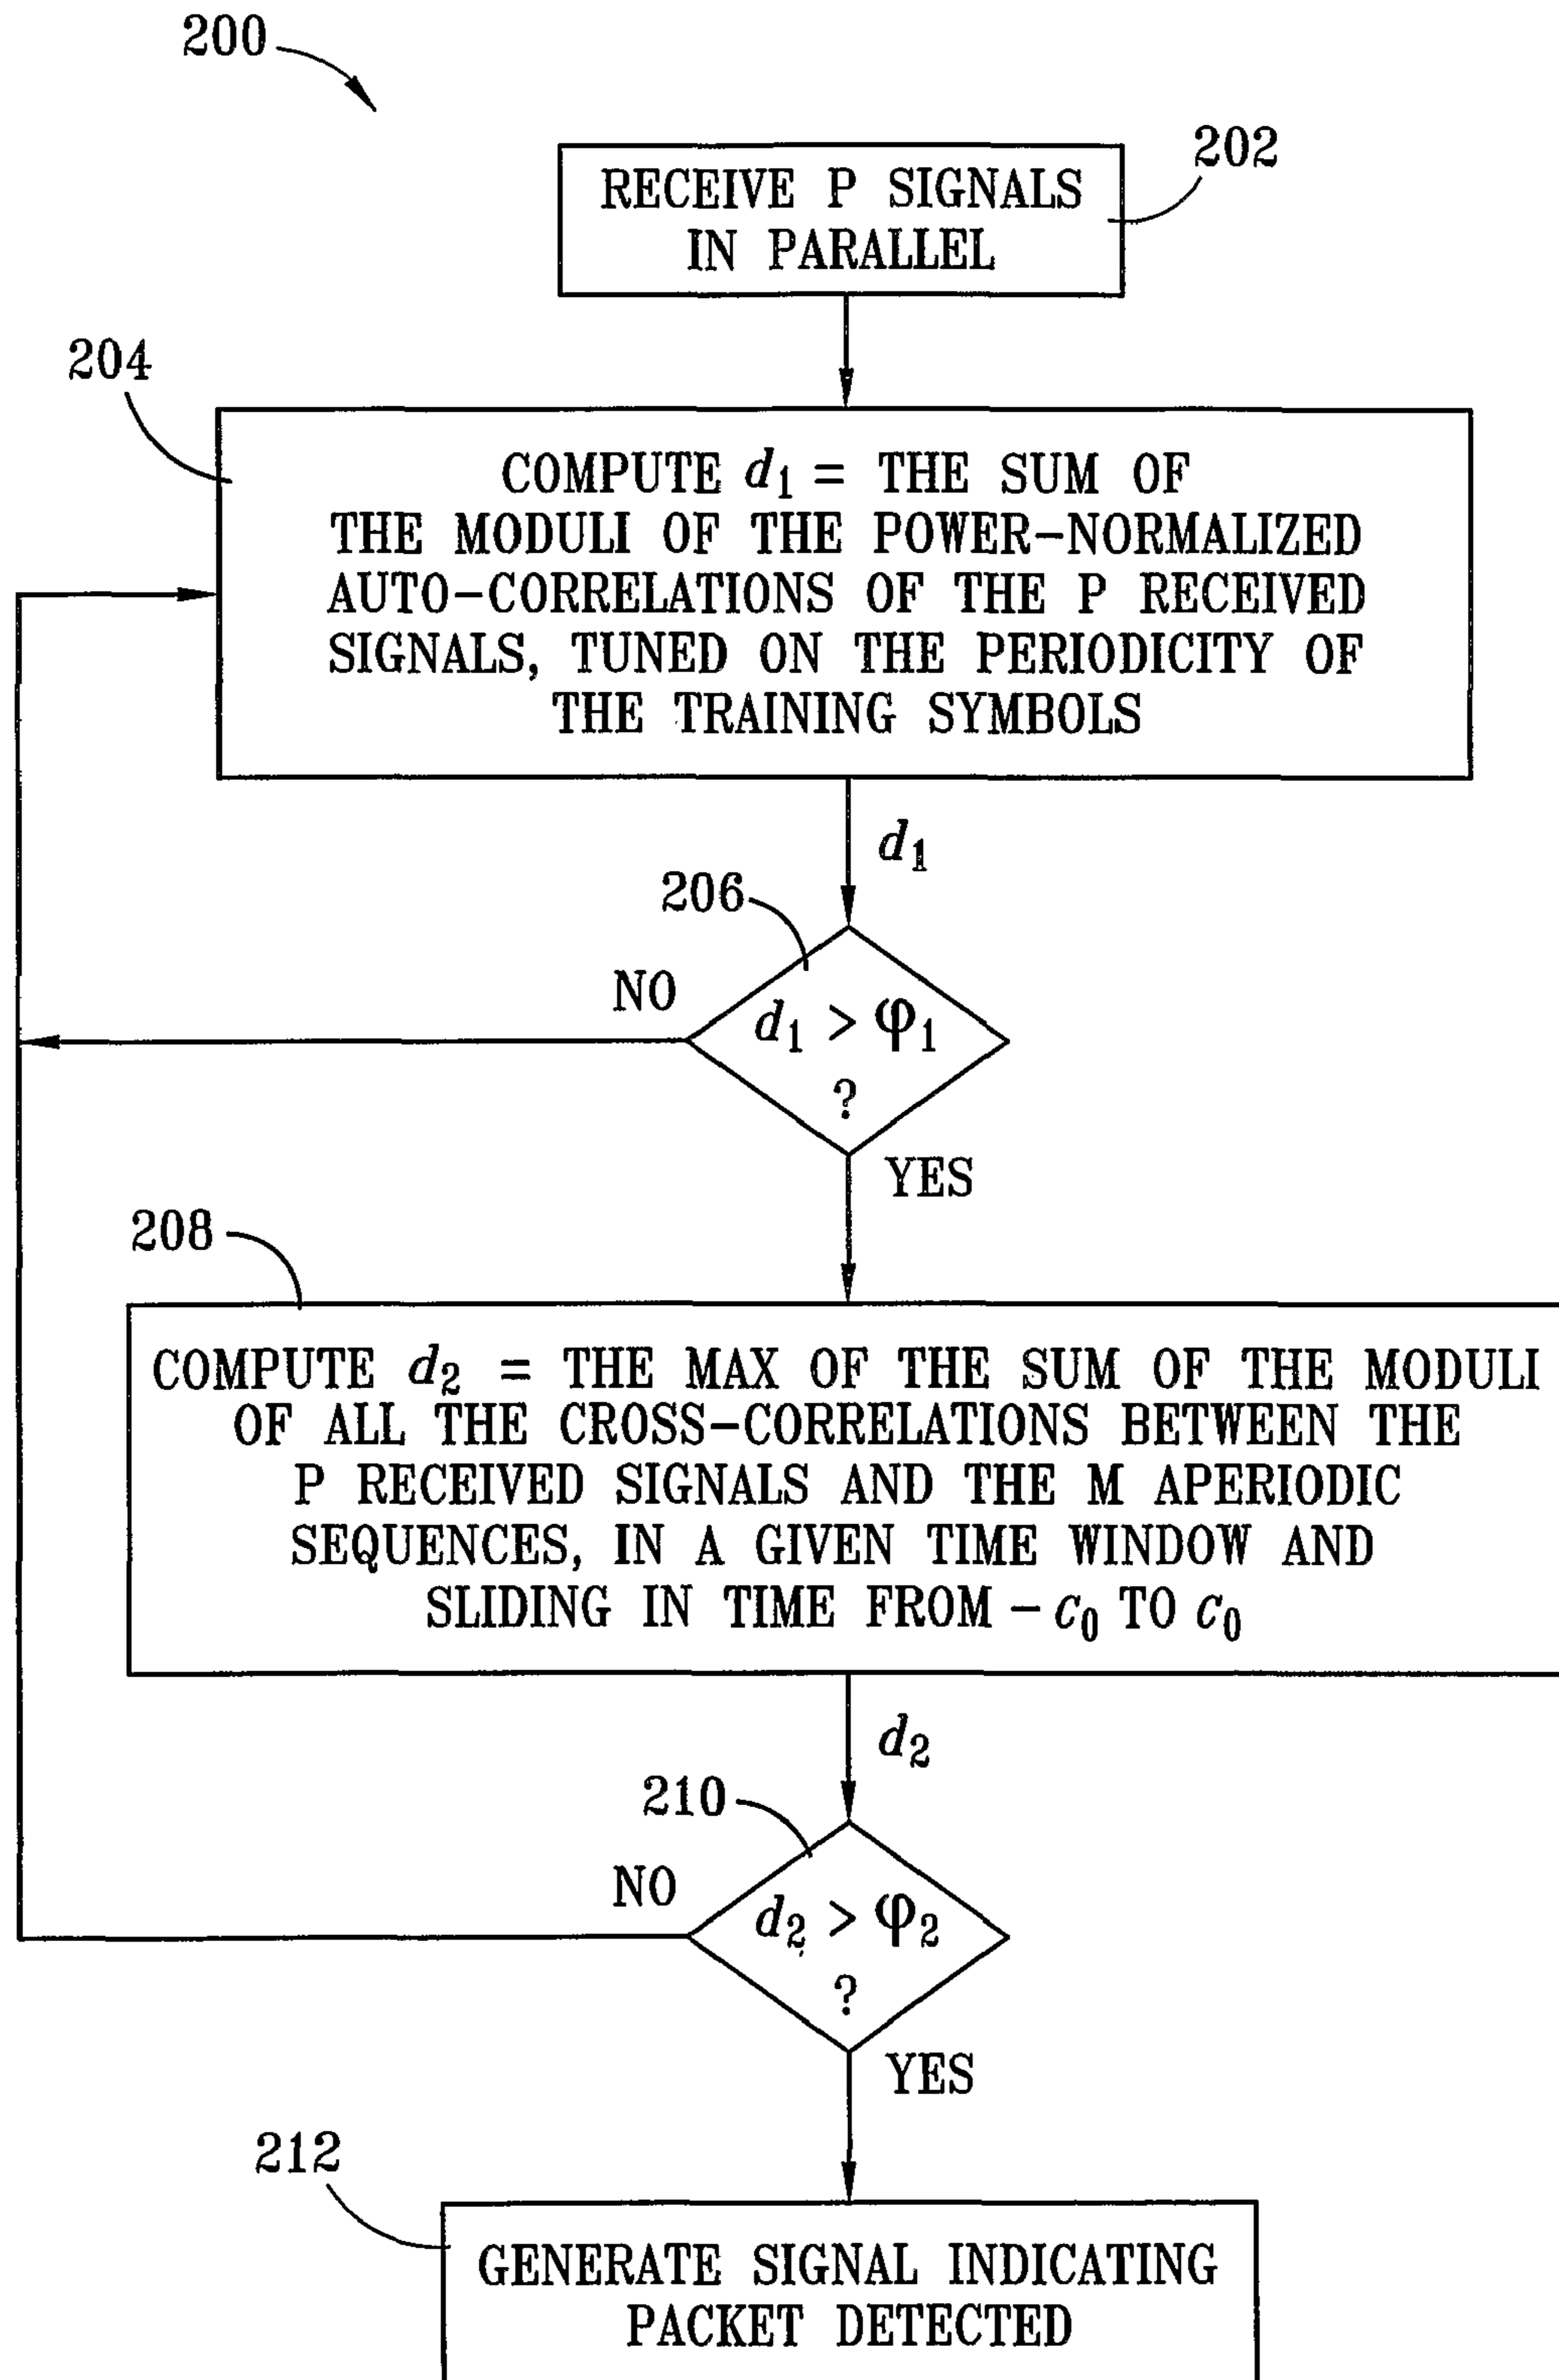 200
202
RECEIVE P SIGNALS
IN PARALLEL
204
COMPUTE d₁ = THE SUM OF
THE MODULI OF THE POWER-NORMALIZED
AUTO-CORRELATIONS OF THE P RECEIVED
SIGNALS, TUNED ON THE PERIODICITY OF
THE TRAINING SYMBOLS
d₁
206
NO
d₁ > φ₁
?
YES
208
COMPUTE d₂ = THE MAX OF THE SUM OF THE MODULI
OF ALL THE CROSS-CORRELATIONS BETWEEN THE
P RECEIVED SIGNALS AND THE M APERIODIC
SEQUENCES, IN A GIVEN TIME WINDOW AND
SLIDING IN TIME FROM – c₀ TO c₀
d₂
210
NO
d₂ > φ₂
?
YES
212
GENERATE SIGNAL INDICATING
PACKET DETECTED